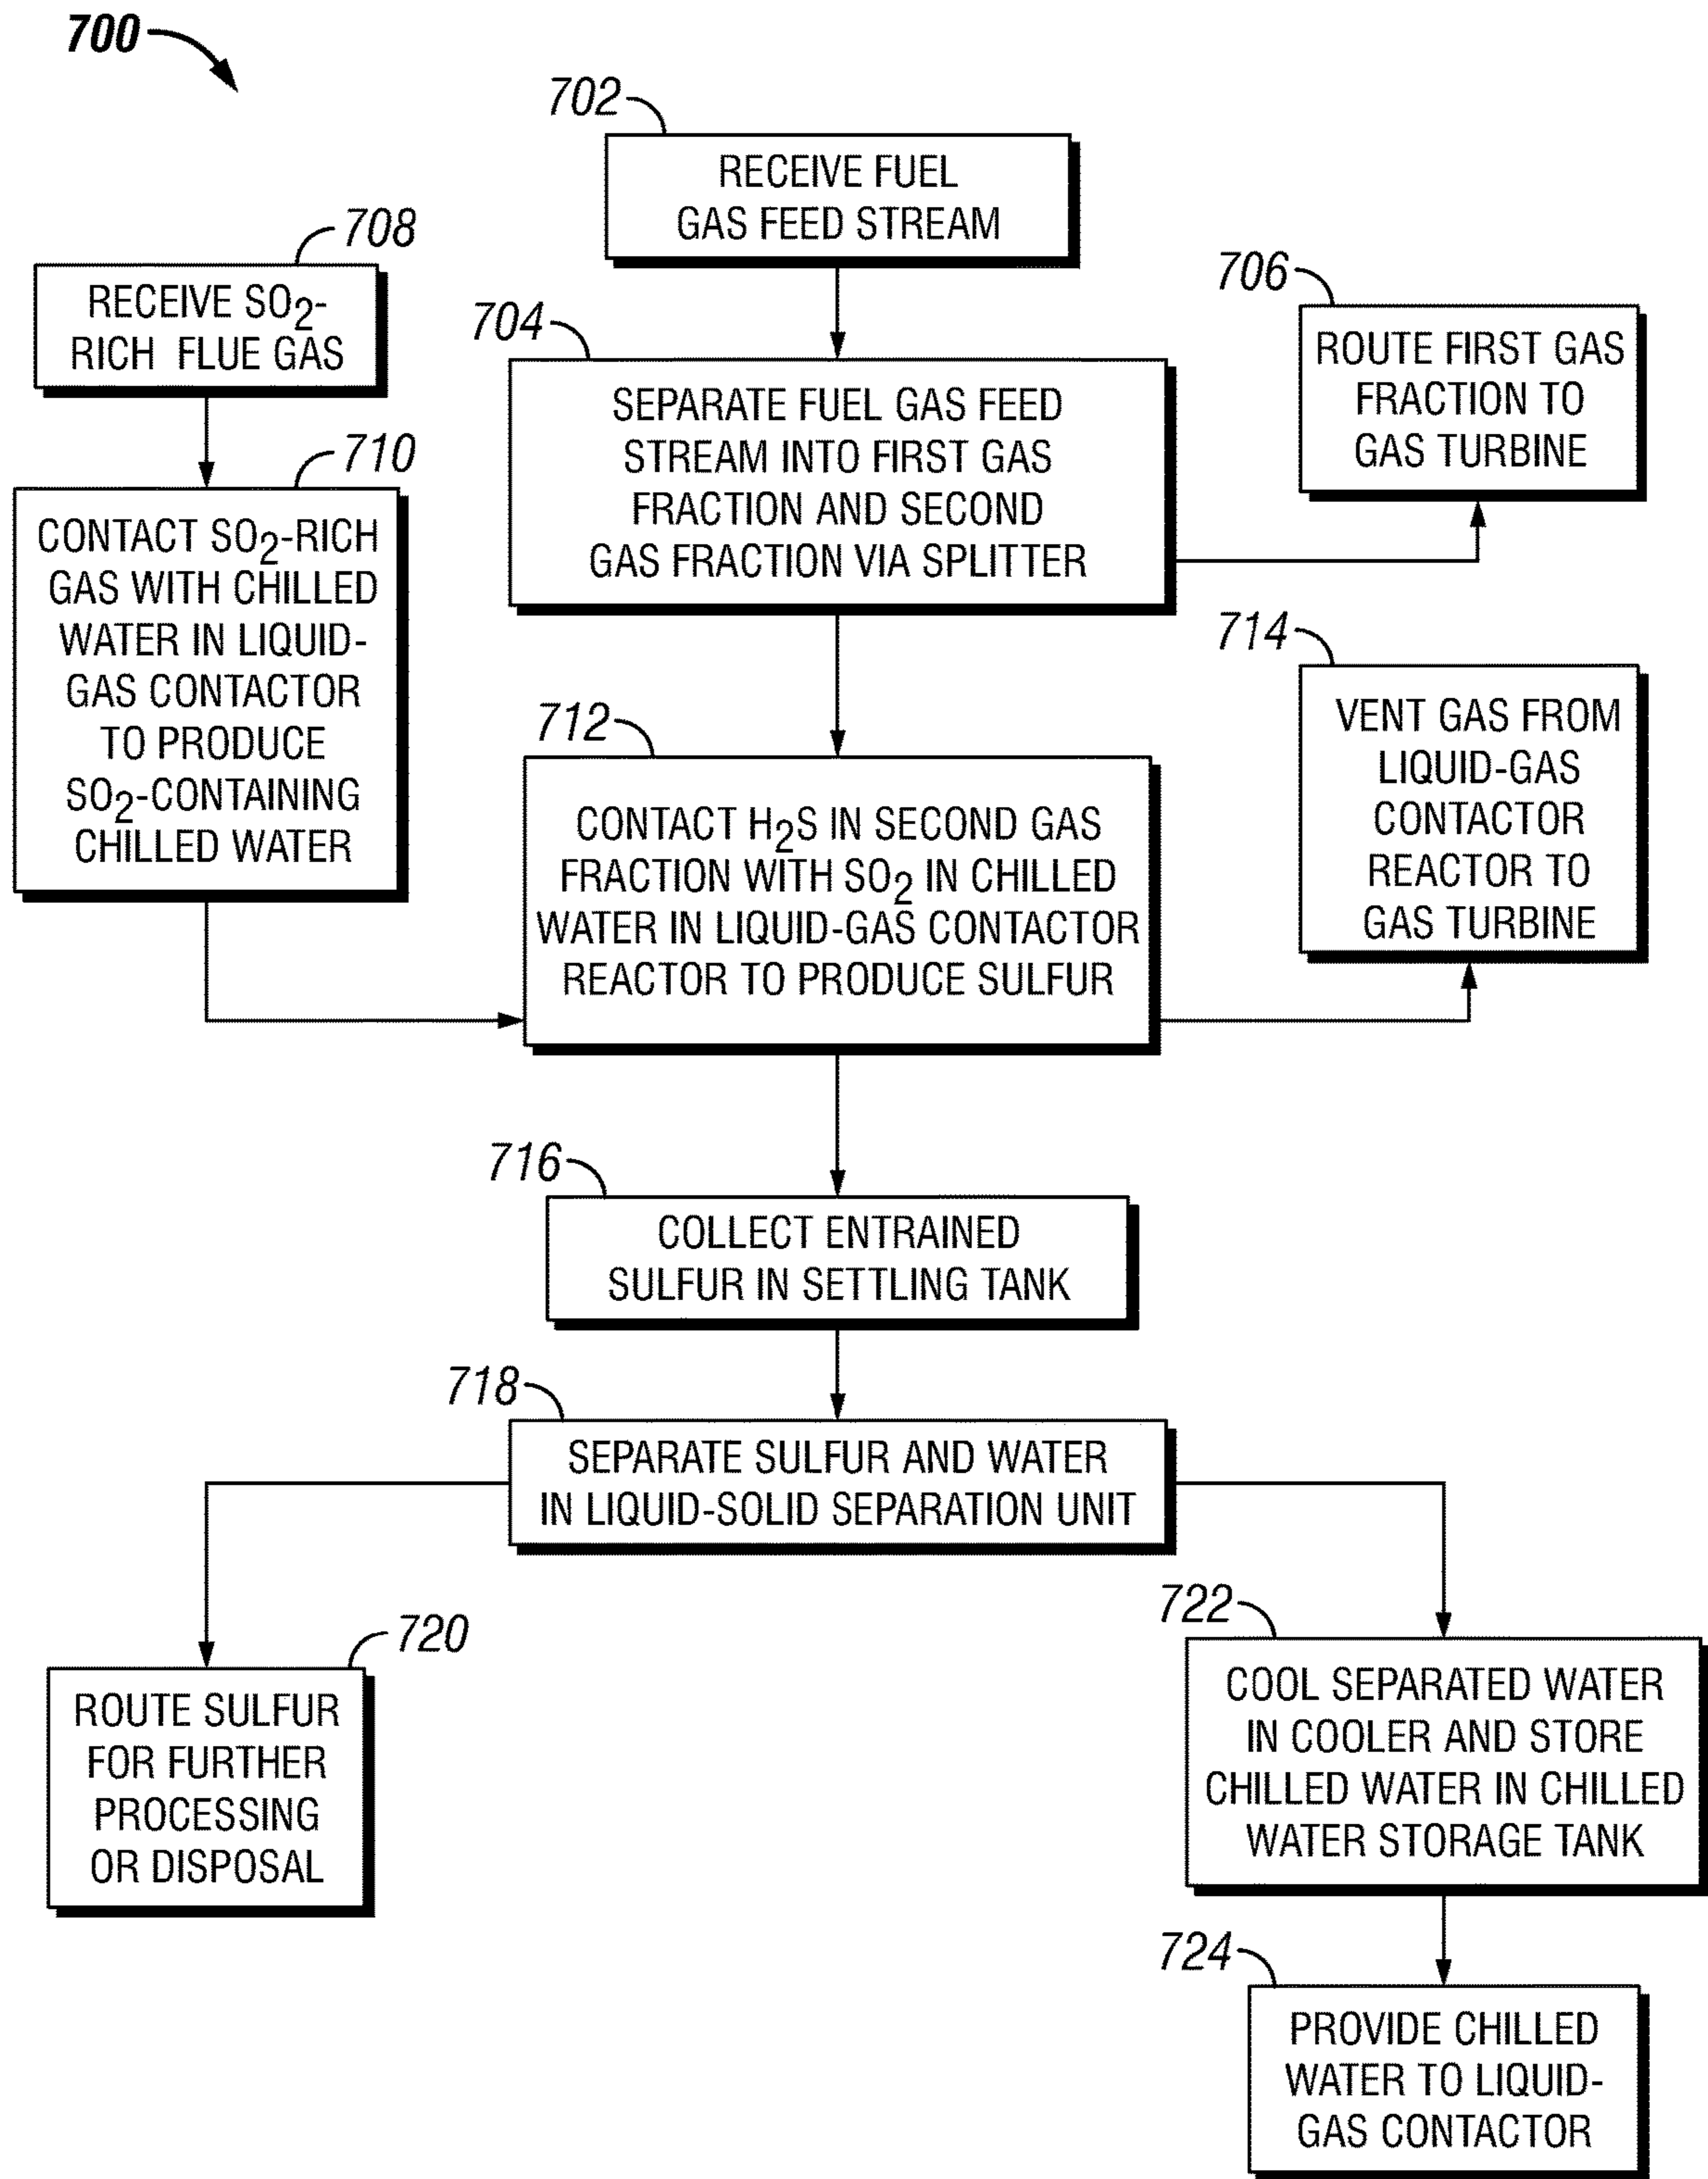 700
702
RECEIVE FUEL
GAS FEED STREAM
708
RECEIVE SO2-
RICH FLUE GAS
704
SEPARATE FUEL GAS FEED
STREAM INTO FIRST GAS
FRACTION AND SECOND
GAS FRACTION VIA SPLITTER
706
ROUTE FIRST GAS
FRACTION TO
GAS TURBINE
710
CONTACT SO2-RICH
GAS WITH CHILLED
WATER IN LIQUID-
GAS CONTACTOR
TO PRODUCE
SO2-CONTAINING
CHILLED WATER
712
CONTACT H2S IN SECOND GAS
FRACTION WITH SO2 IN CHILLED
WATER IN LIQUID-GAS CONTACTOR
REACTOR TO PRODUCE SULFUR
714
VENT GAS FROM
LIQUID-GAS
CONTACTOR
REACTOR TO
GAS TURBINE
716
COLLECT ENTRAINED
SULFUR IN SETTLING TANK
718
SEPARATE SULFUR AND WATER
IN LIQUID-SOLID SEPARATION UNIT
720
ROUTE SULFUR
FOR FURTHER
PROCESSING
OR DISPOSAL
722
COOL SEPARATED WATER
IN COOLER AND STORE
CHILLED WATER IN CHILLED
WATER STORAGE TANK
724
PROVIDE CHILLED
WATER TO LIQUID-
GAS CONTACTOR